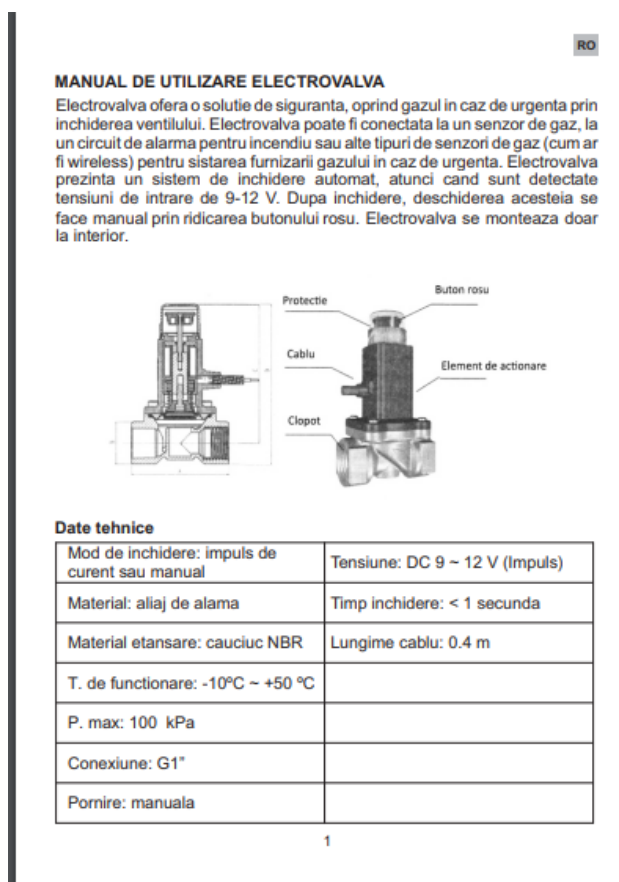 RO
MANUAL DE UTILIZARE ELECTROVALVA
Electrovalva ofera o solutie de siguranta, oprind gazul in caz de urgenta prin
inchiderea ventilului. Electrovalva poate fi conectata la un senzor de gaz, la
un circuit de alarma pentru incendiu sau alte tipuri de senzori de gaz (cum ar
fi wireless) pentru sistarea furnizarii gazului in caz de urgenta. Electrovalva
prezinta un sistem de inchidere automat, atunci cand sunt detectate
tensiuni de intrare de 9-12 V. Dupa inchidere, deschiderea acesteia se
face manual prin ridicarea butonului rosu. Electrovalva se monteaza doar
la interior.
Protectie
Buton rosu
Cablu
Element de actionare
Clopot
Date tehnice
Mod de inchidere: impuls de
curent sau manual
Tensiune: DC 9 ~ 12 V (Impuls)
Material: aliaj de alama
Timp inchidere: < 1 secunda
Material etansare: cauciuc NBR
Lungime cablu: 0.4 m
T. de functionare: -10ºC ~ +50 ºC
P. max: 100 kPa
Conexiune: G1"
Pornire: manuala
1